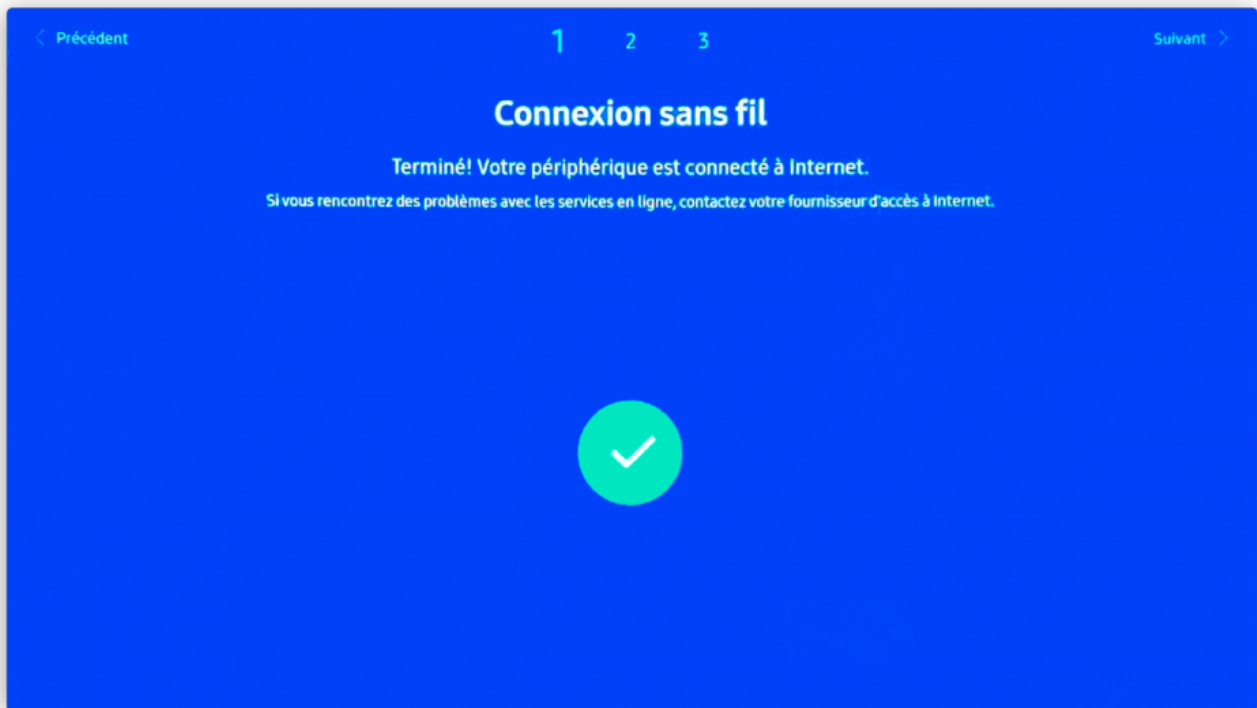 Précédent
1 2 3
Suivant
Connexion sans fil
Terminé! Votre périphérique est connecté à Internet.
Si vous rencontrez des problèmes avec les services en ligne, contactez votre fournisseur d'accès à Internet.